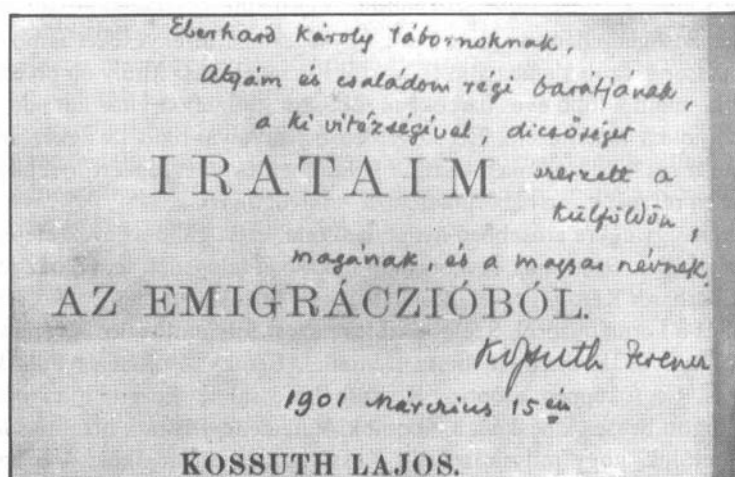 Eberhard Károly tábornoknak,
Atyám és családom régi barátjának,
a ki vitézségével, dicsőséget
IRATAIM szerzett a
külföldön,
magának, és a magyar névnek.
AZ EMIGRÁCZIÓBÓL.
Kossuth Ferencz
1901 Március 15én
KOSSUTH LAJOS.